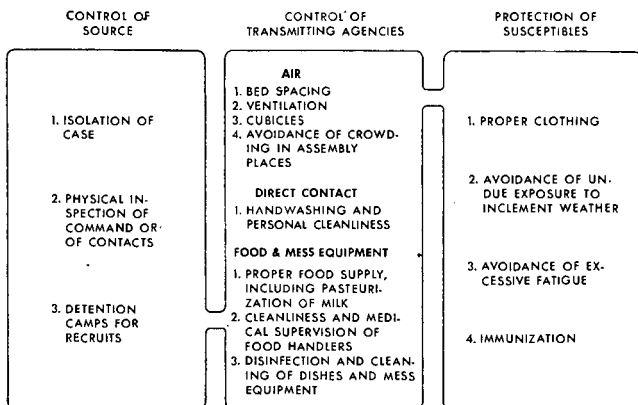 CONTROL OF
SOURCE
1. ISOLATION OF
CASE
2. PHYSICAL IN-
SPECTION OF
COMMAND OR
OF CONTACTS
3. DETENTION
CAMPS FOR
RECRUITS
CONTROL OF
TRANSMITTING AGENCIES
AIR
1. BED SPACING
2. VENTILATION
3. CUBICLES
4. AVOIDANCE OF CROWD-
ING IN ASSEMBLY
PLACES
DIRECT CONTACT
1. HANDWASHING AND
PERSONAL CLEANLINESS
FOOD & MESS EQUIPMENT
1. PROPER FOOD SUPPLY,
INCLUDING PASTEURI-
ZATION OF MILK
2. CLEANLINESS AND MEDI-
CAL SUPERVISION OF
FOOD HANDLERS
3. DISINFECTION AND CLEAN-
ING OF DISHES AND MESS
EQUIPMENT
PROTECTION OF
SUSCEPTIBLES
1. PROPER CLOTHING
2. AVOIDANCE OF UN-
DUE EXPOSURE TO
INCLEMENT WEATHER
3. AVOIDANCE OF EX-
CESSIVE FATIGUE
4. IMMUNIZATION